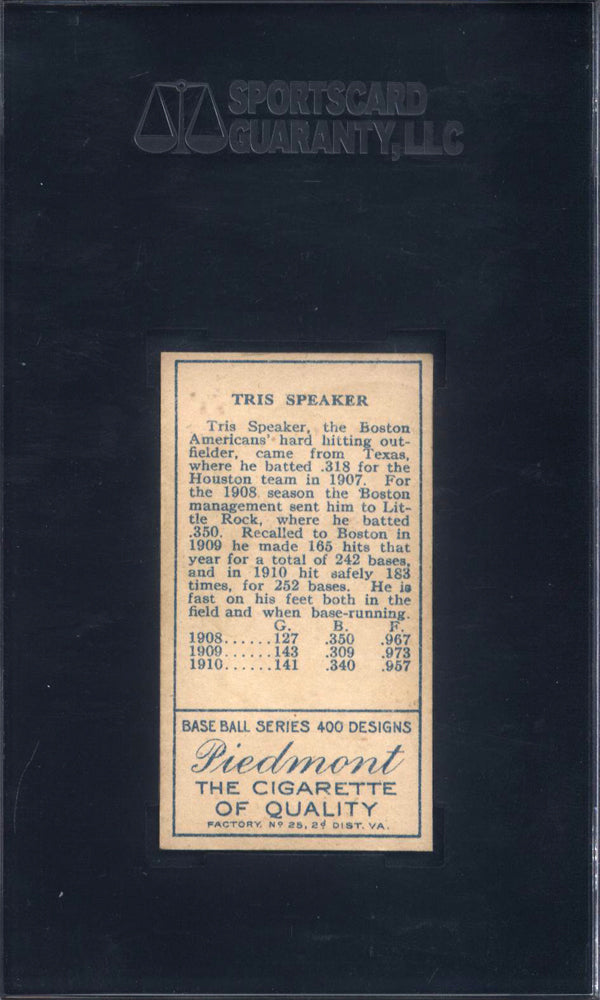 SPORTSCARD
GUARANTY, LLC
TRIS SPEAKER
Tris Speaker, the Boston
Americans' hard hitting out-
fielder, came from Texas,
where he batted .318 for the
Houston team in 1907. For
the 1908 season the Boston
management sent him to Lit-
tle Rock, where he batted
.350. Recalled to Boston in
1909 he made 165 hits that
year for a total of 242 bases,
and in 1910 hit safely 183
times, for 252 bases. He is
fast on his feet both in the
field and when base-running.
G. B. F.
1908......127 .350 .967
1909......143 .309 .973
1910......141 .340 .957
BASE BALL SERIES 400 DESIGNS
Piedmont
THE CIGARETTE
OF QUALITY
FACTORY. Nº 25, 2d DIST. VA.